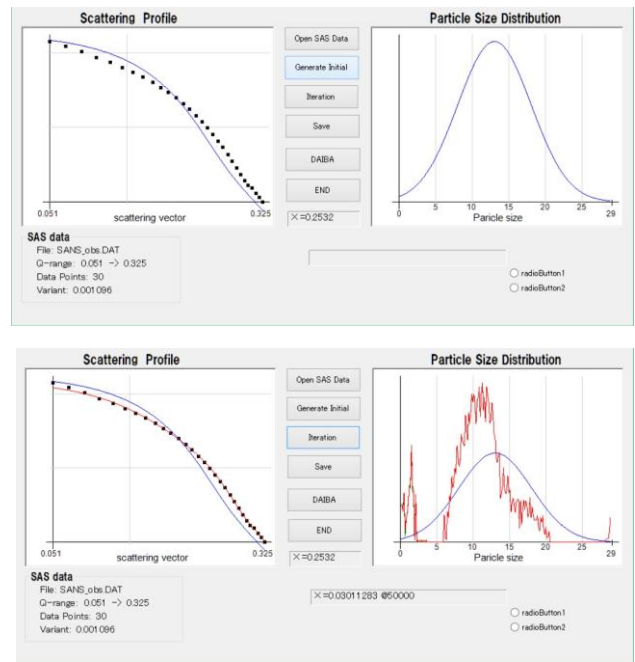 Scattering Profile
Particle Size Distribution
Open SAS Data
Generate Initial
Iteration
Save
DAIBA
END
X=0.2532
0.051
scattering vector
0.325
0 5 10 15 20 25 29
Paricle size
SAS data
File: SANS_obs.DAT
Q-range: 0.051 -> 0.325
Data Points: 30
Variant: 0.001096
radioButton1
radioButton2
Scattering Profile
Particle Size Distribution
Open SAS Data
Generate Initial
Iteration
Save
DAIBA
END
X=0.2532
0.051
scattering vector
0.325
0 5 10 15 20 25 29
Paricle size
SAS data
File: SANS_obs.DAT
Q-range: 0.051 -> 0.325
Data Points: 30
Variant: 0.001096
X=0.03011283 @50000
radioButton1
radioButton2